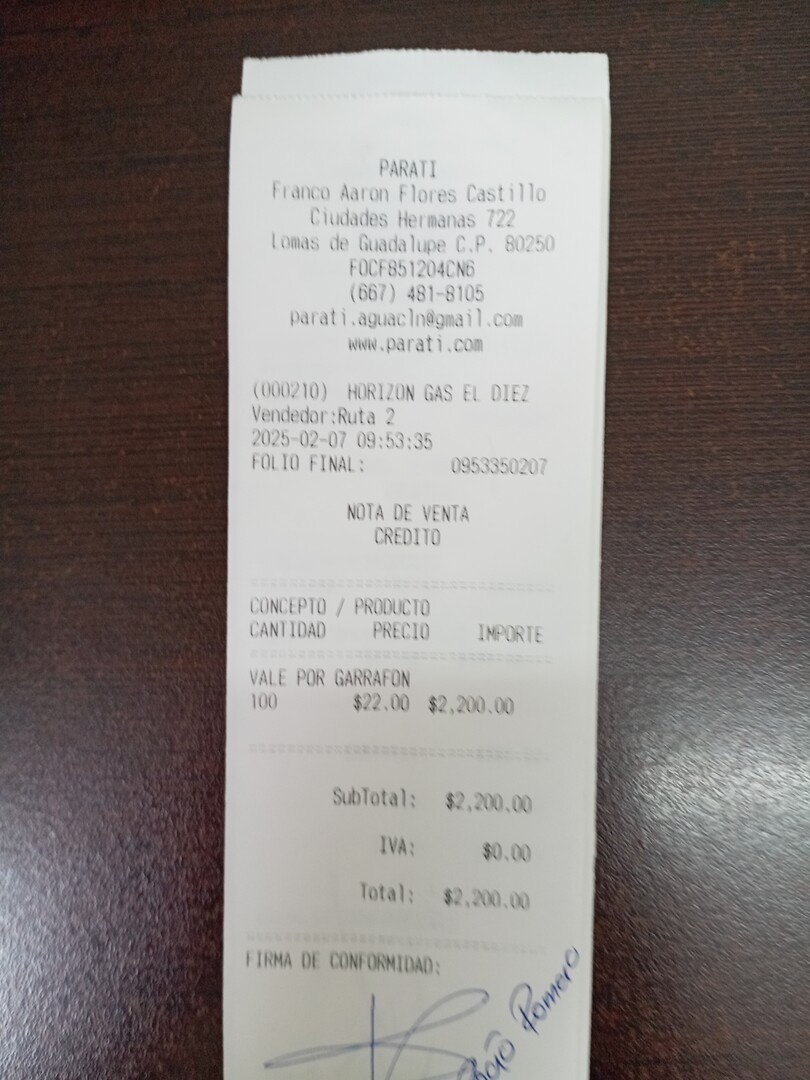 PARATI
Franco Aaron Flores Castillo
Ciudades Hermanas 722
Lomas de Guadalupe C.P. 80250
FOCF851204CN6
(667) 481-8105
parati.aguacln@gmail.com
www.parati.com
(000210) HORIZON GAS EL DIEZ
Vendedor:Ruta 2
2025-02-07 09:53:35
FOLIO FINAL: 0953350207
NOTA DE VENTA
CREDITO
CONCEPTO / PRODUCTO
CANTIDAD PRECIO IMPORTE
VALE POR GARRAFON
100 $22.00 $2,200.00
SubTotal: $2,200.00
IVA: $0.00
Total: $2,200.00
FIRMA DE CONFORMIDAD:
Romero